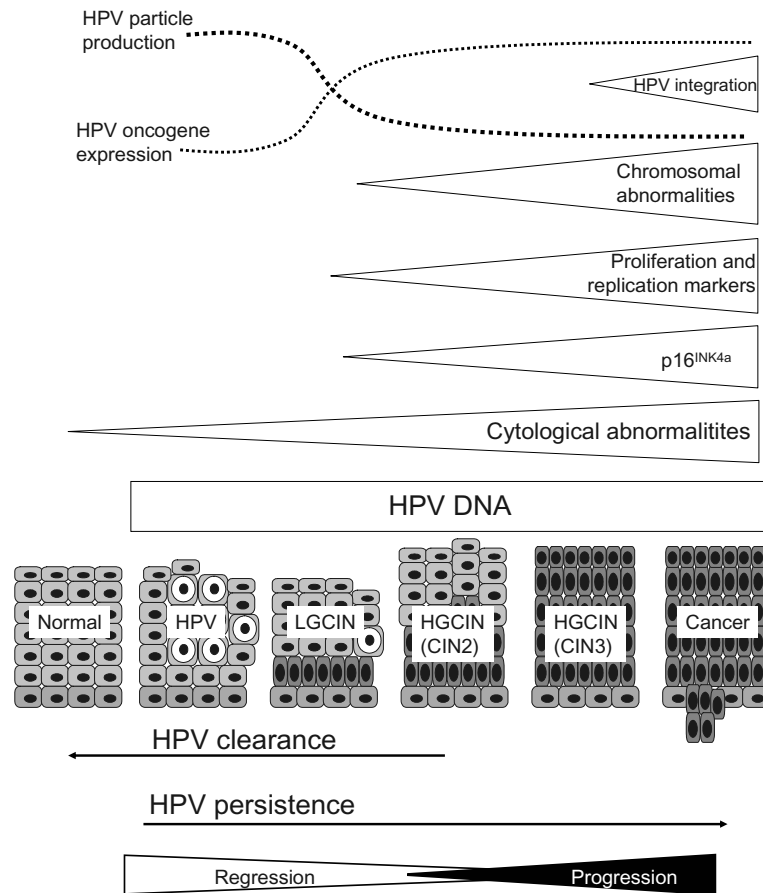 HPV particle
production
HPV integration
HPV oncogene
expression
Chromosomal
abnormalities
Proliferation and
replication markers
p16INK4a
Cytological abnormalitites
HPV DNA
Normal
HPV
LGCIN
HGCIN
(CIN2)
HGCIN
(CIN3)
Cancer
HPV clearance
HPV persistence
Regression
Progression